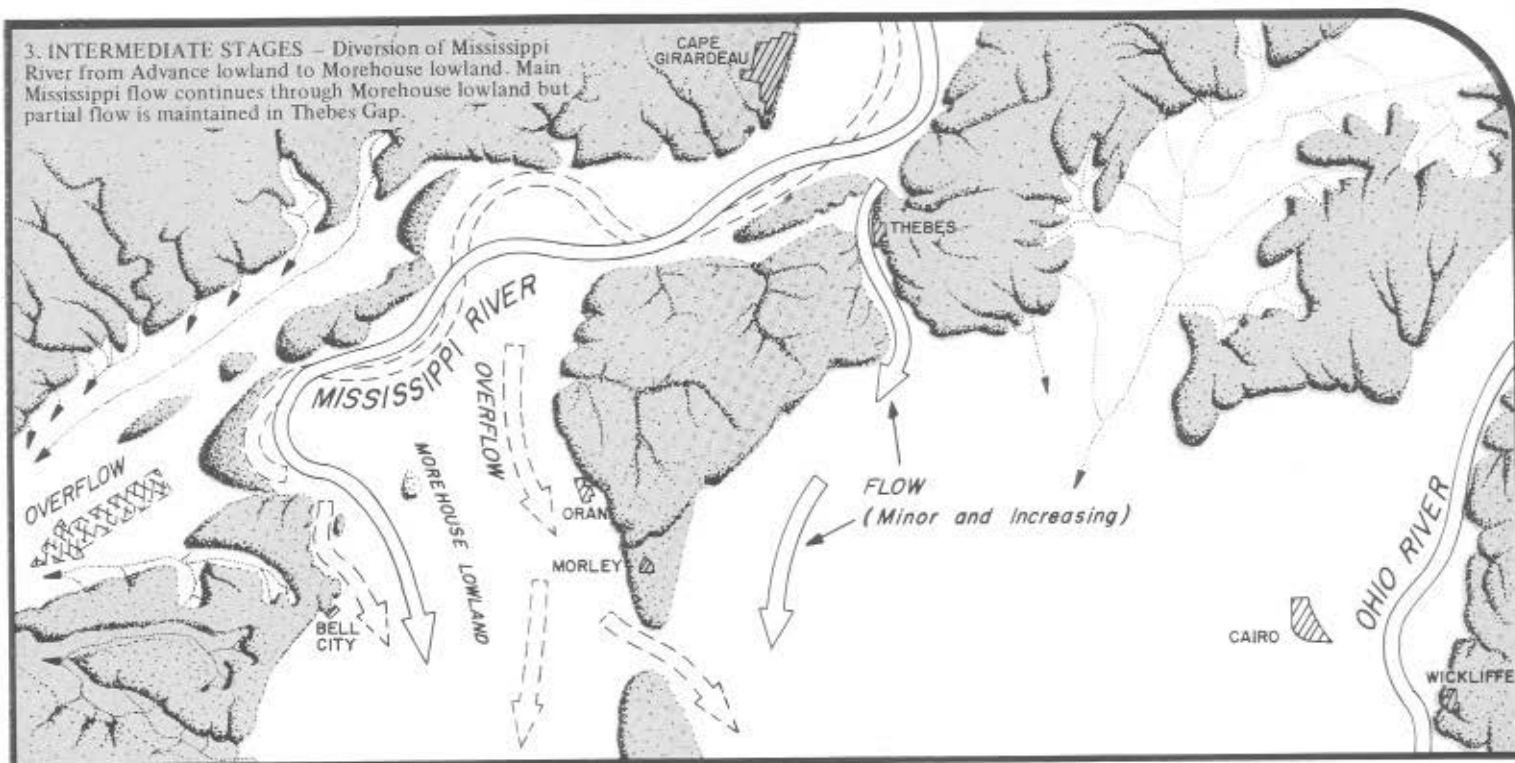 3. INTERMEDIATE STAGES – Diversion of Mississippi
River from Advance lowland to Morehouse lowland. Main
Mississippi flow continues through Morehouse lowland but
partial flow is maintained in Thebes Gap.
CAPE
GIRARDEAU
THEBES
MISSISSIPPI RIVER
OVERFLOW
MOREHOUSE LOWLAND
OVERFLOW
ORAN
MORLEY
FLOW
(Minor and Increasing)
BELL
CITY
CAIRO
OHIO RIVER
WICKLIFFE